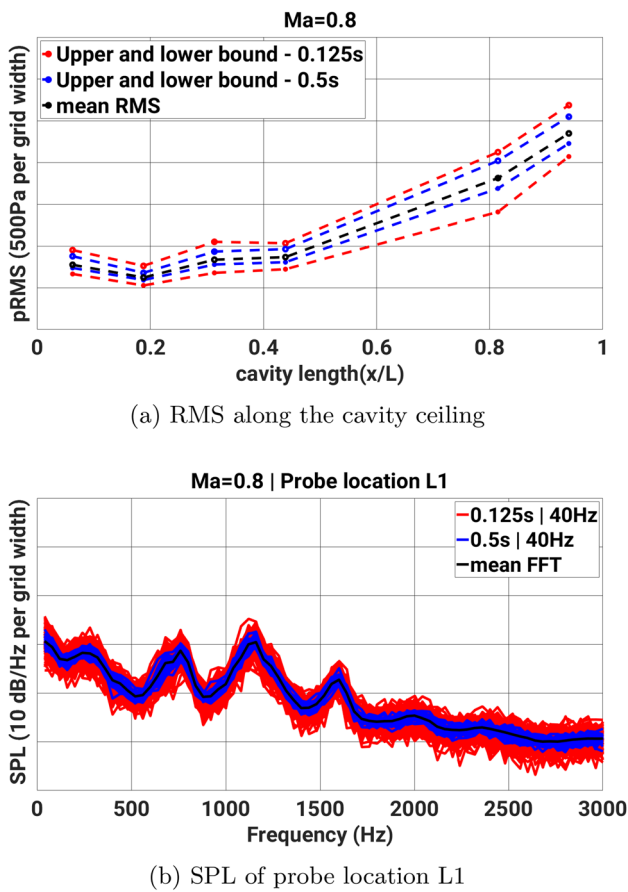 Ma=0.8
Upper and lower bound - 0.125s
Upper and lower bound - 0.5s
mean RMS
pRMS (500Pa per grid width)
0 0.2 0.4 0.6 0.8 1
cavity length(x/L)
(a) RMS along the cavity ceiling
Ma=0.8 | Probe location L1
0.125s | 40Hz
0.5s | 40Hz
mean FFT
SPL (10 dB/Hz per grid width)
0 500 1000 1500 2000 2500 3000
Frequency (Hz)
(b) SPL of probe location L1